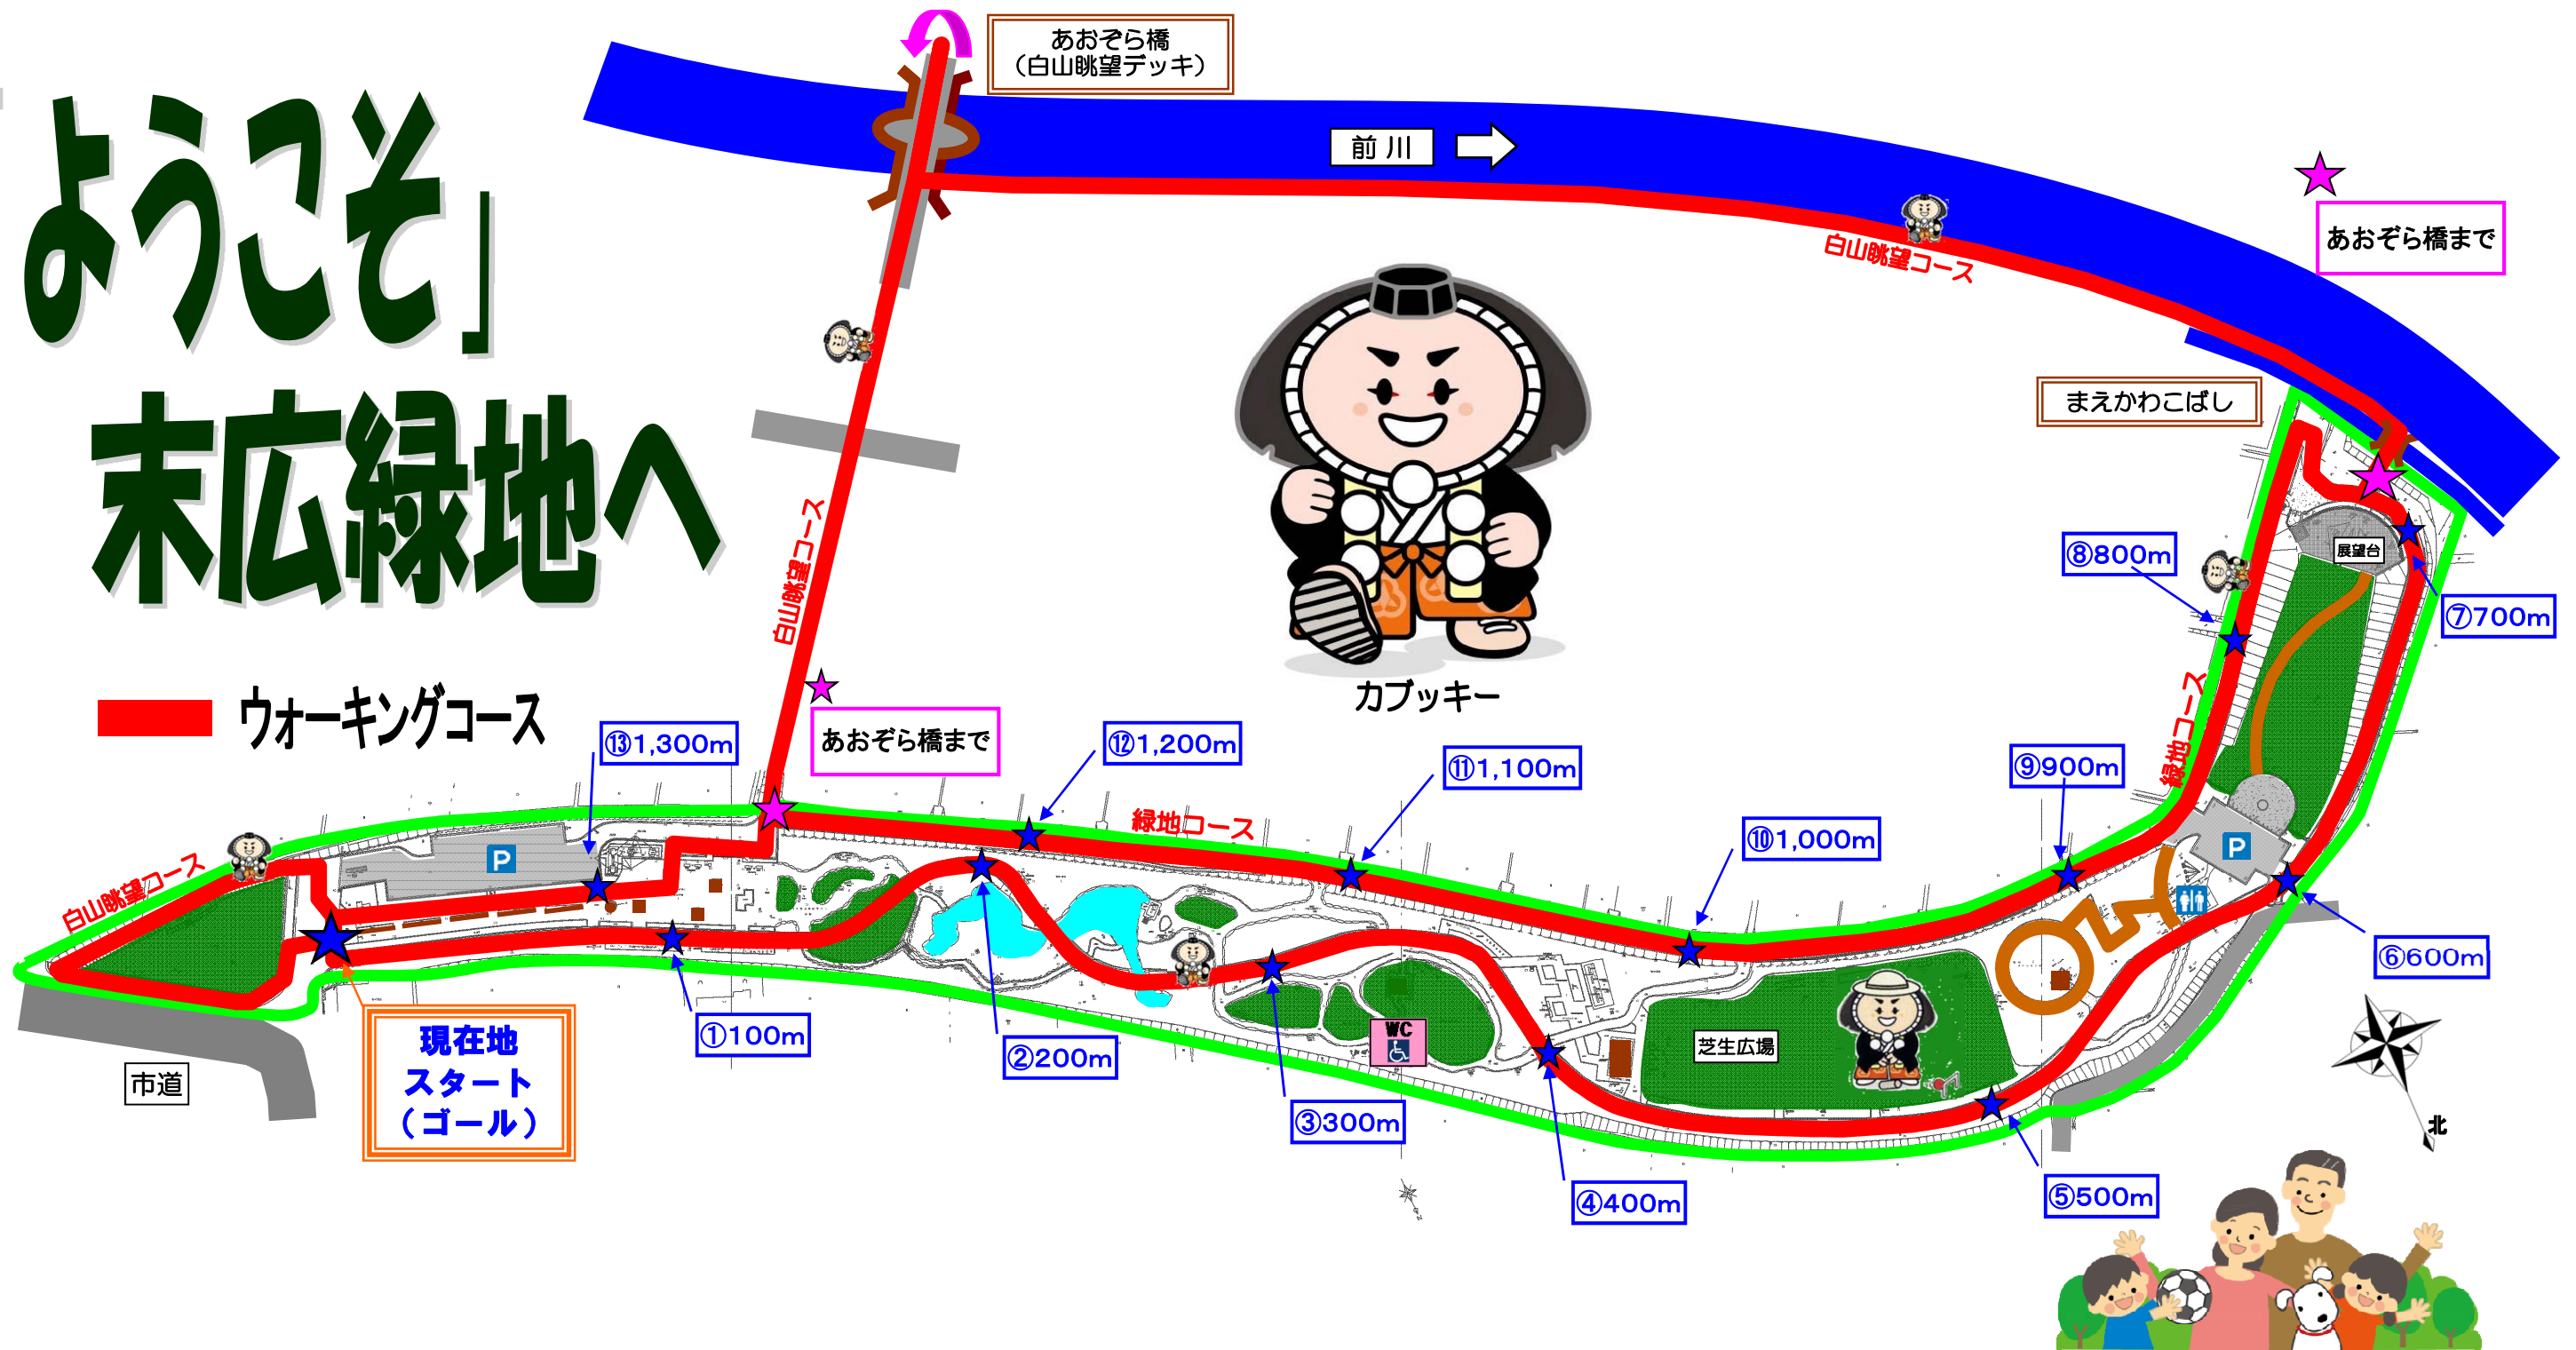 「ようこそ」
末広緑地へ
ウォーキングコース
あおぞら橋
（白山眺望デッキ）
前川
白山眺望コース
あおぞら橋まで
まえかわこばし
白山眺望コース
カブッキー
あおぞら橋まで
展望台
⑧800m
⑦700m
緑地コース
⑬1,300m
⑫1,200m
⑪1,100m
緑地コース
⑩1,000m
⑨900m
P
P
白山眺望コース
⑥600m
①100m
②200m
WC
芝生広場
市道
現在地
スタート
（ゴール）
③300m
④400m
⑤500m
北